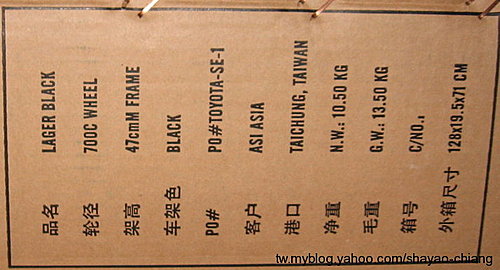 品名 LAGER BLACK
轮径 700C WHEEL
架高 47cmM FRAME
车架色 BLACK
PO# PO#TOYOTA-SE-1
客户 ASI ASIA
港口 TAICHUNG, TAIWAN
净重 N.W.: 10.50 KG
毛重 G.W.: 13.50 KG
箱号 C/NO.:
外箱尺寸 128x19.5x71 CM
tw.myblog.yahoo.com/shayao-chiang